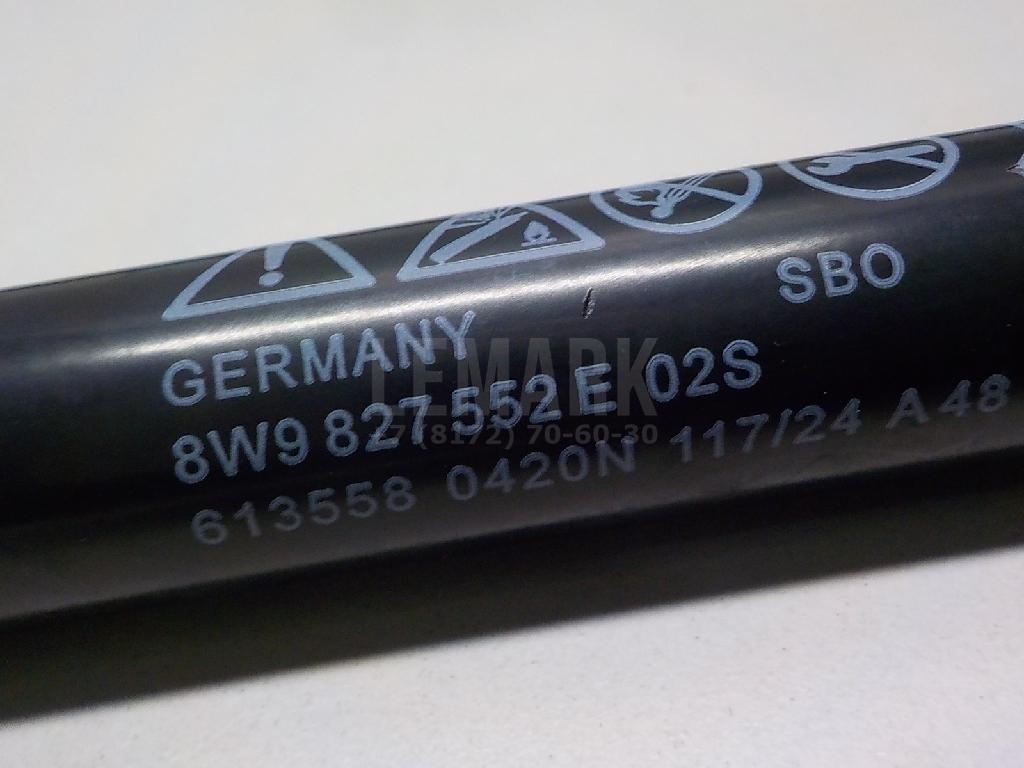 SBO
GERMANY
8W9 827 552 E 02S
613558 0420N 117/24 A 48
LEMARK
+7 (8172) 70-60-30